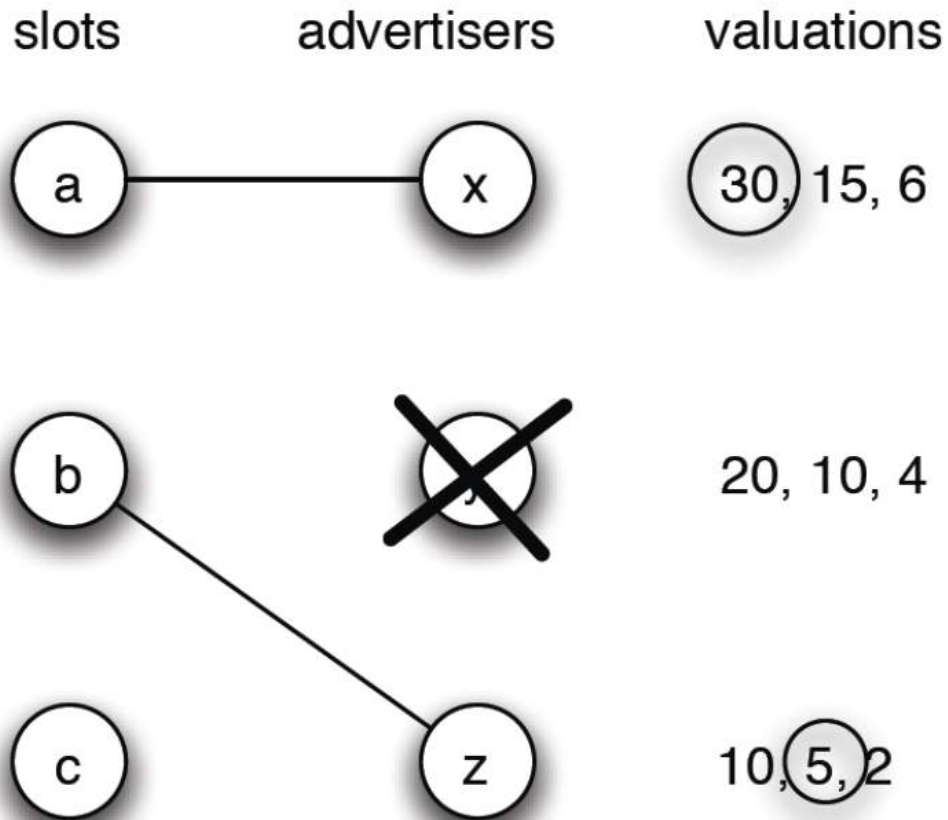 slots advertisers valuations
a x 30, 15, 6
b 20, 10, 4
c z 10, 5, 2